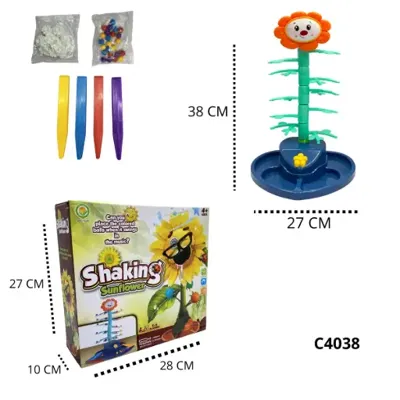 38 CM
27 CM
4+
Can you
place the colored
balls when it swings
in
the music?
Shaking
Sunflower
27 CM
10 CM
28 CM
C4038